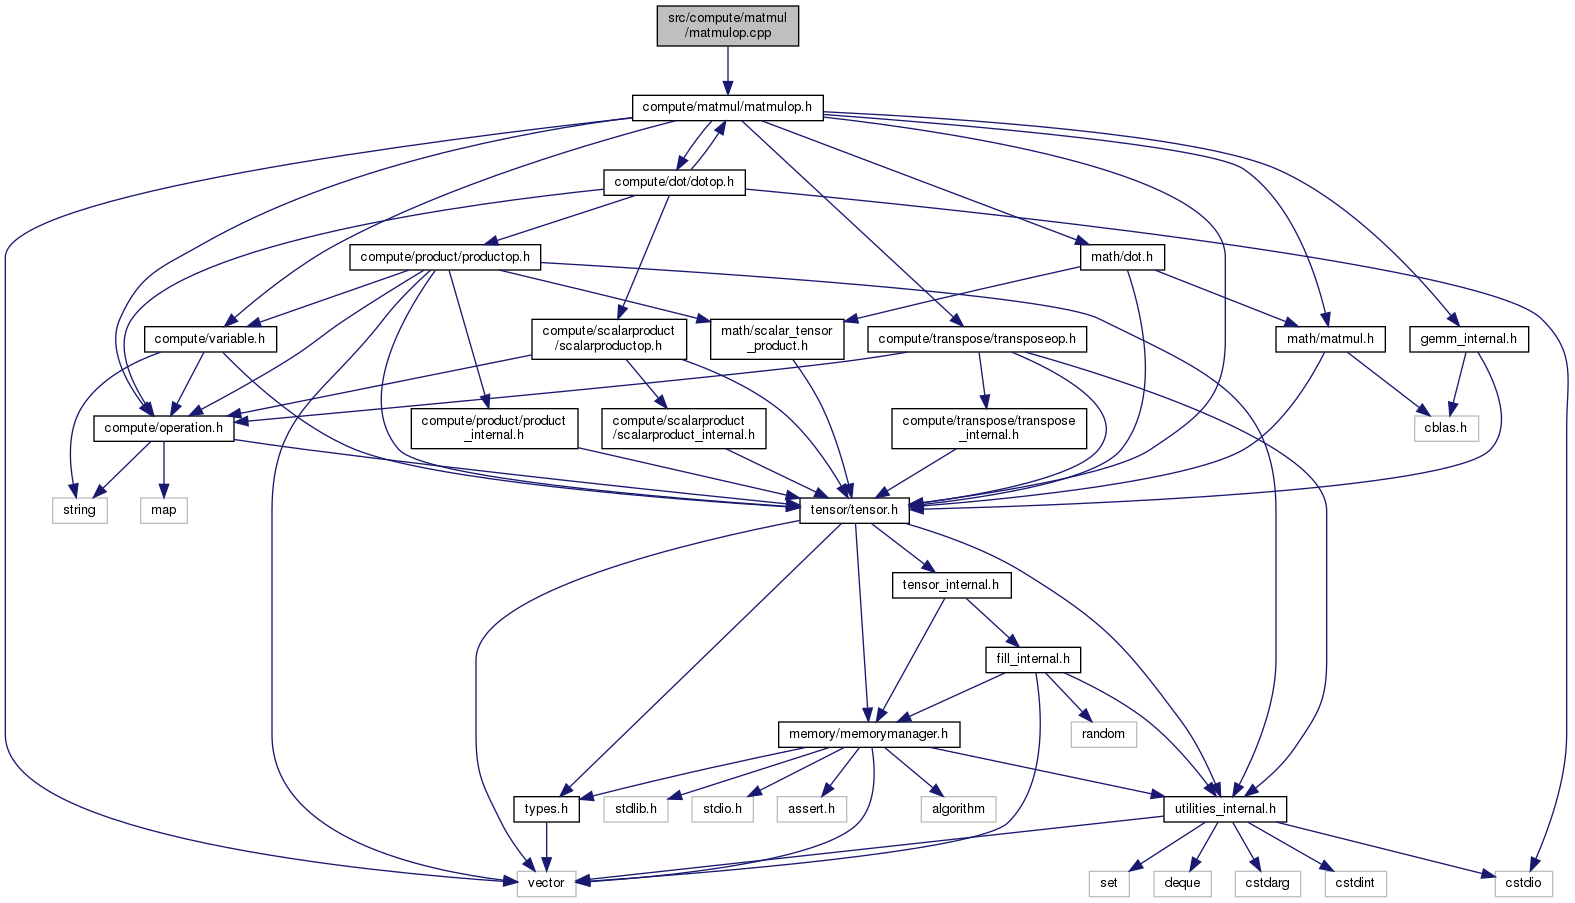 src/compute/matmul
/matmulop.cpp
compute/matmul/matmulop.h
compute/dot/dotop.h
compute/product/productop.h
math/dot.h
compute/variable.h
compute/scalarproduct
/scalarproductop.h
math/scalar_tensor
_product.h
compute/transpose/transposeop.h
math/matmul.h
gemm_internal.h
compute/operation.h
compute/product/product
_internal.h
compute/scalarproduct
/scalarproduct_internal.h
compute/transpose/transpose
_internal.h
cblas.h
string
map
tensor/tensor.h
tensor_internal.h
fill_internal.h
memory/memorymanager.h
random
types.h
stdlib.h
stdio.h
assert.h
algorithm
utilities_internal.h
vector
set
deque
cstdarg
cstdint
cstdio